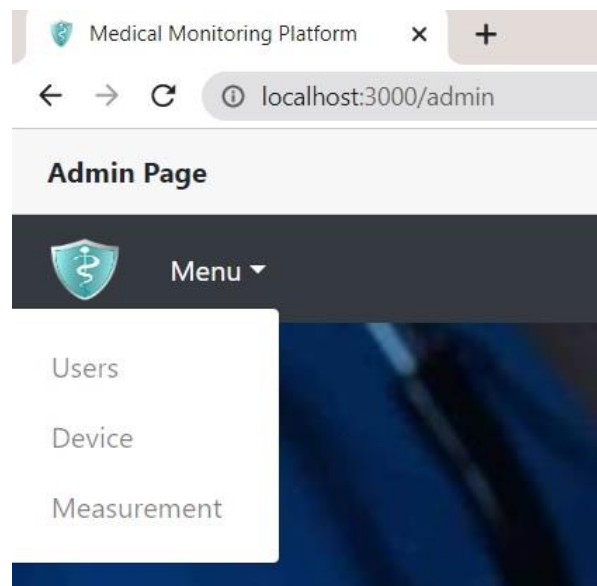 Medical Monitoring Platform
localhost:3000/admin
Admin Page
Menu
Users
Device
Measurement